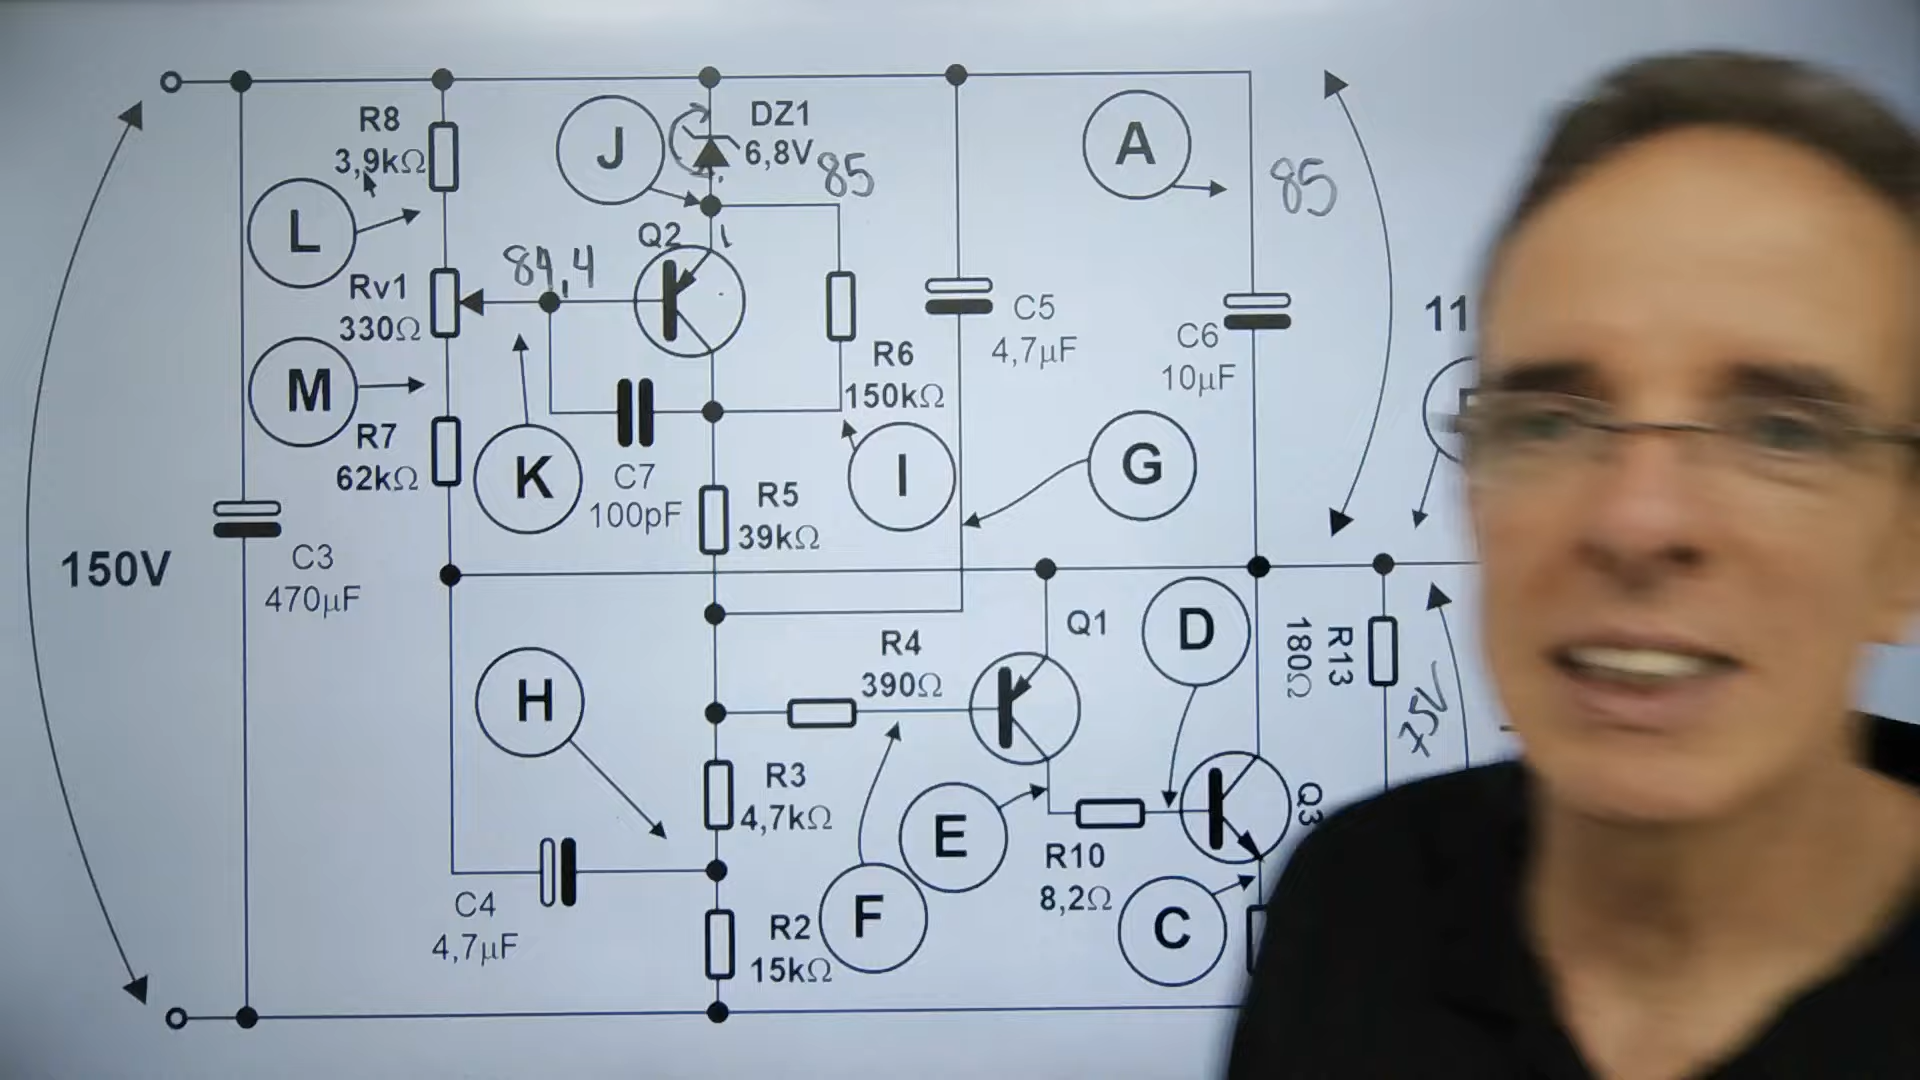 R8
3,9kΩ
J
DZ1
6,8V
85
A
85
L
Q2
84,4
Rv1
330Ω
C5
4,7µF
11
C6
10µF
M
R6
150kΩ
R7
62kΩ
K
C7
100pF
I
G
R5
39kΩ
150V
C3
470µF
H
R4
390Ω
Q1
D
R13
180Ω
75V
R3
4,7kΩ
E
Q3
R10
8,2Ω
C4
4,7µF
F
C
R2
15kΩ